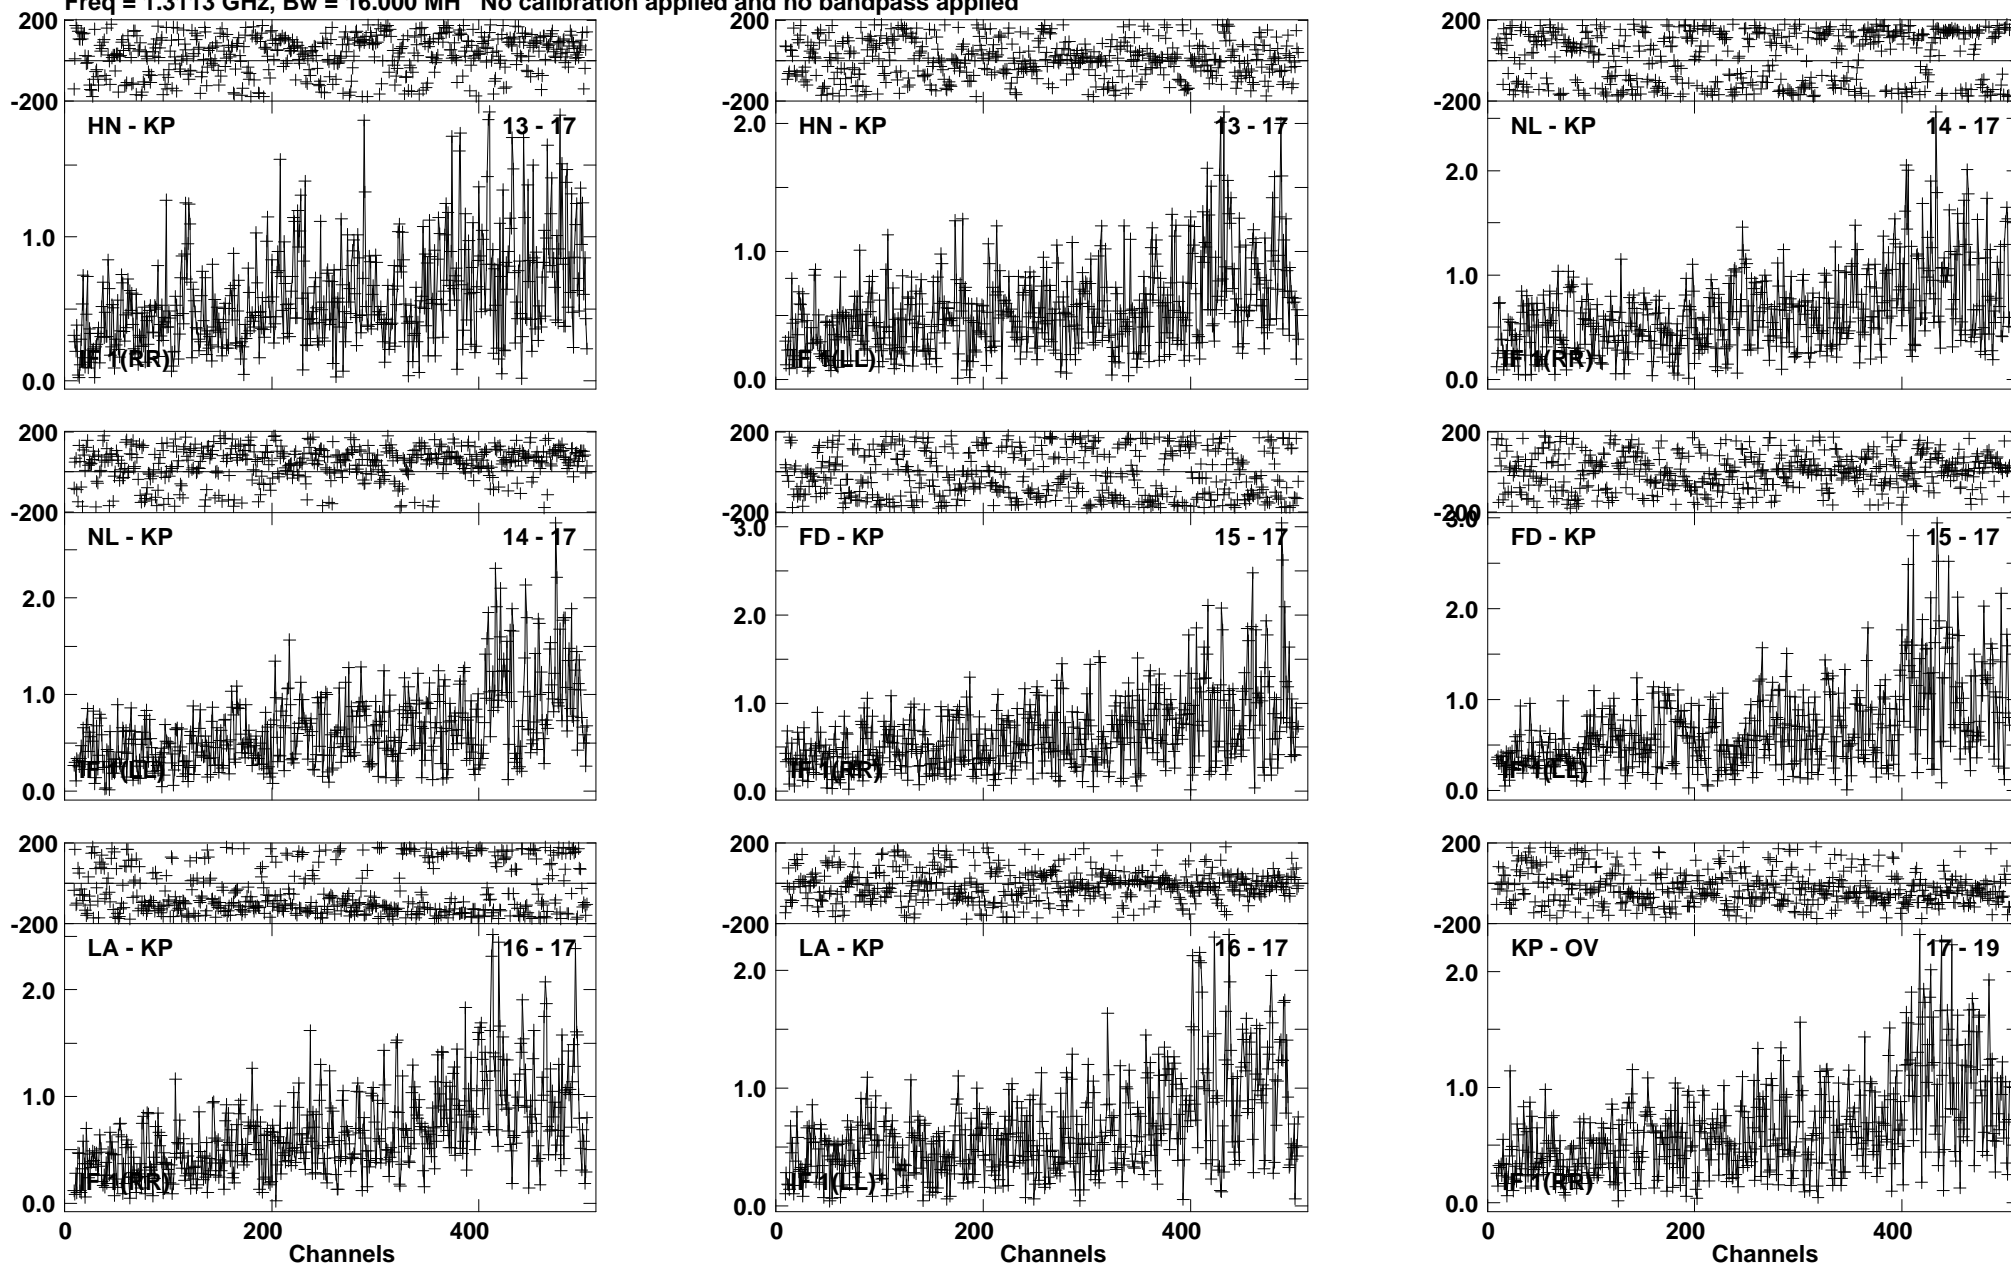 Freq = 1.3113 GHz, Bw = 16.000 MH No calibration applied and no bandpass applied
200
-200
HN - KP 13 - 17
1.0
IF 1(RR)
0.0
200
-200
2.0
HN - KP 13 - 17
1.0
IF 1(LL)
0.0
200
-200
NL - KP 14 - 17
2.0
1.0
IF 1(RR)
0.0
200
-200
NL - KP 14 - 17
2.0
1.0
IF 1(LL)
0.0
200
-200
3.0
FD - KP 15 - 17
2.0
1.0
IF 1(RR)
0.0
200
-200
3.0
FD - KP 15 - 17
2.0
1.0
IF 1(LL)
0.0
200
-200
LA - KP 16 - 17
2.0
1.0
IF 1(RR)
0.0
0 200 400
Channels
200
-200
LA - KP 16 - 17
2.0
1.0
IF 1(LL)
0.0
0 200 400
Channels
200
-200
KP - OV 17 - 19
2.0
1.0
IF 1(RR)
0.0
0 200 400
Channels